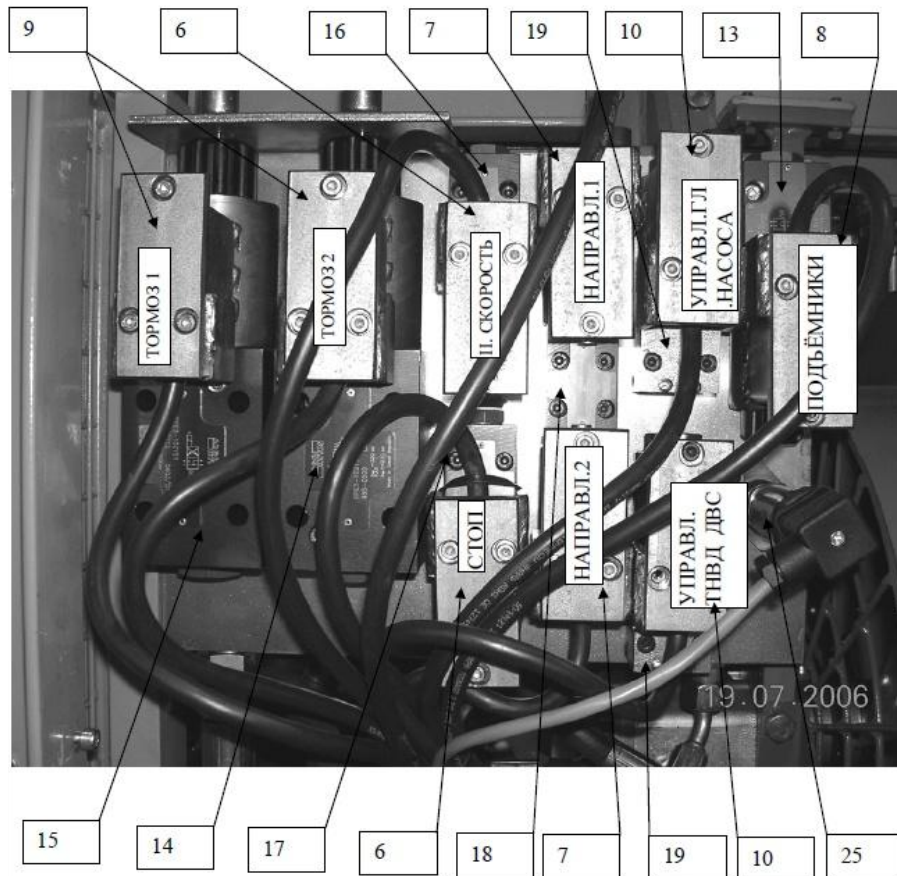 9
6
16
7
19
10
13
8
ТОРМОЗ 1
ТОРМОЗ 2
II. СКОРОСТЬ
НАПРАВЛ.1
УПРАВЛ.ГЛ
.НАСОСА
ПОДЪЁМНИКИ
СТОП
НАПРАВЛ.2
УПРАВЛ.
ТНВД ДВС
19.07.2006
15
14
17
6
18
7
19
10
25